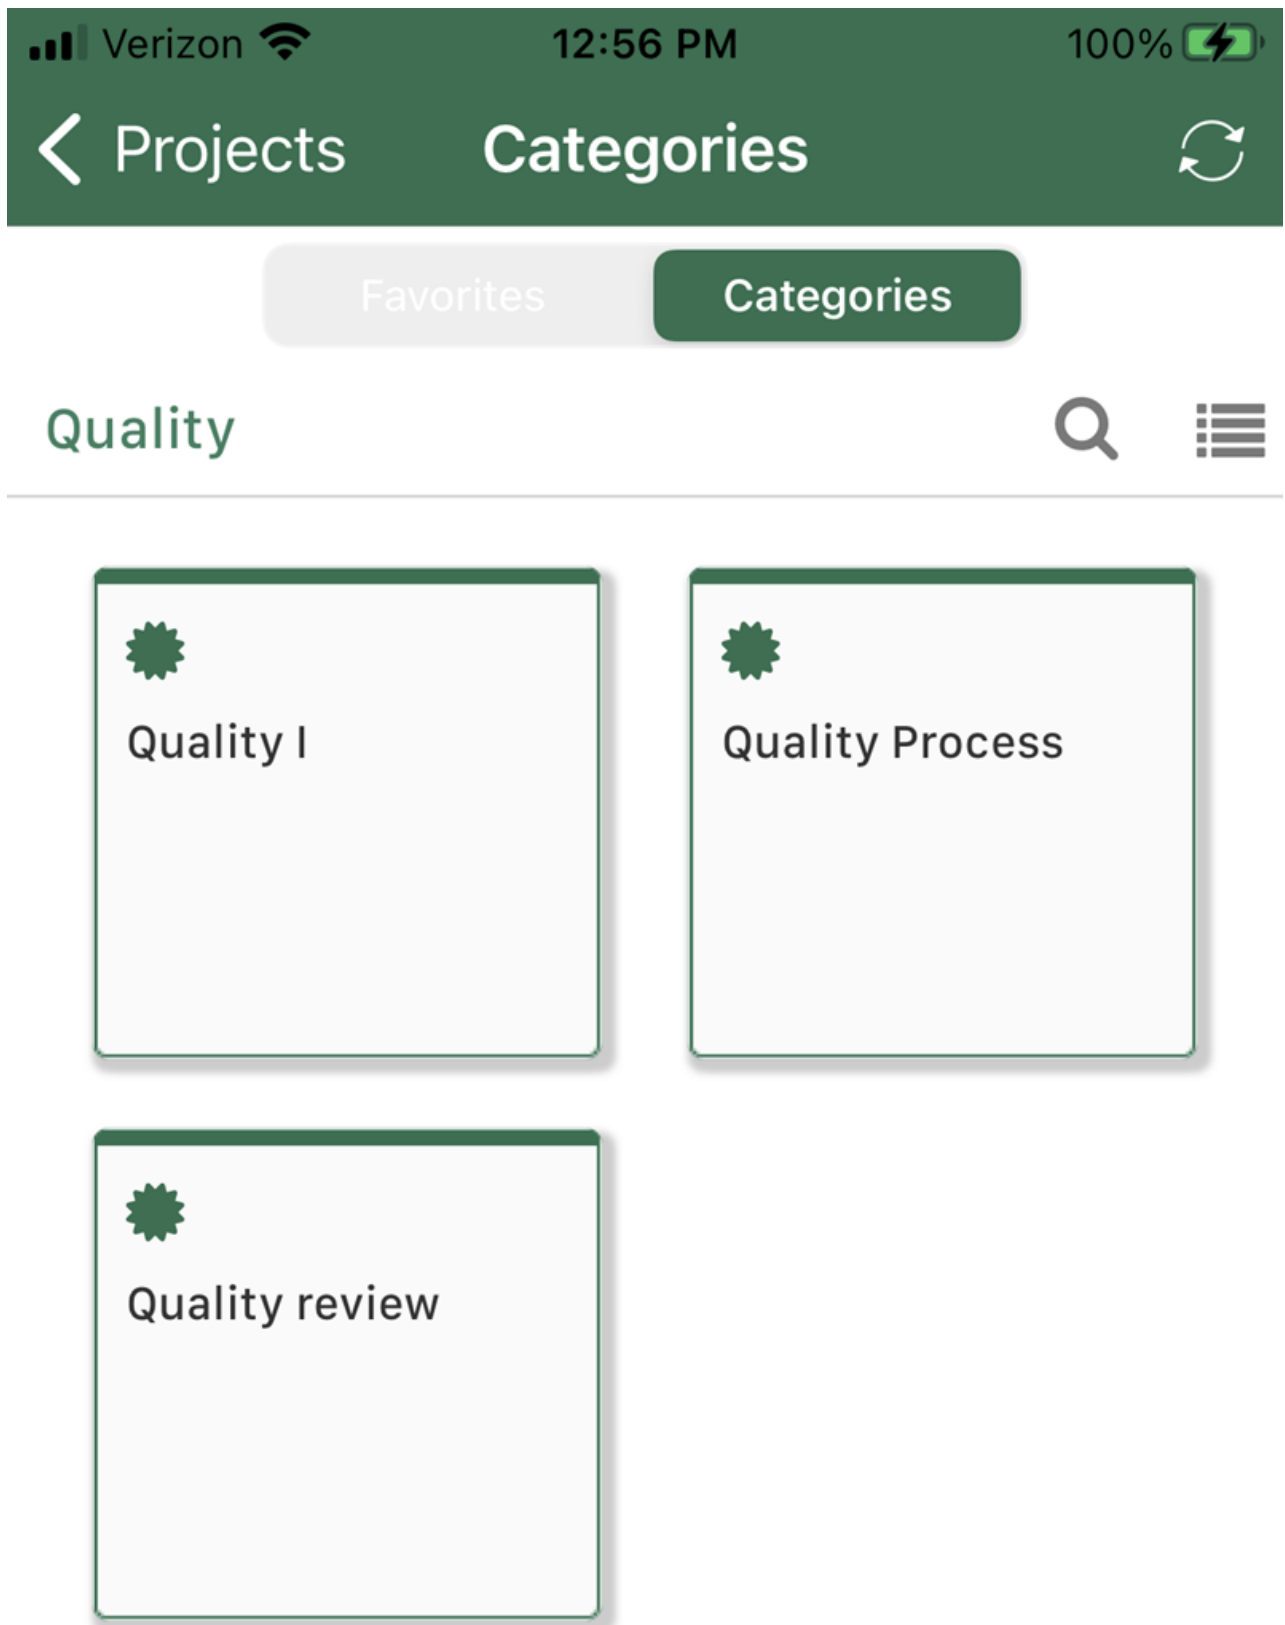 Verizon 12:56 PM 100%
Projects Categories
Favorites Categories
Quality
Quality I Quality Process
Quality review